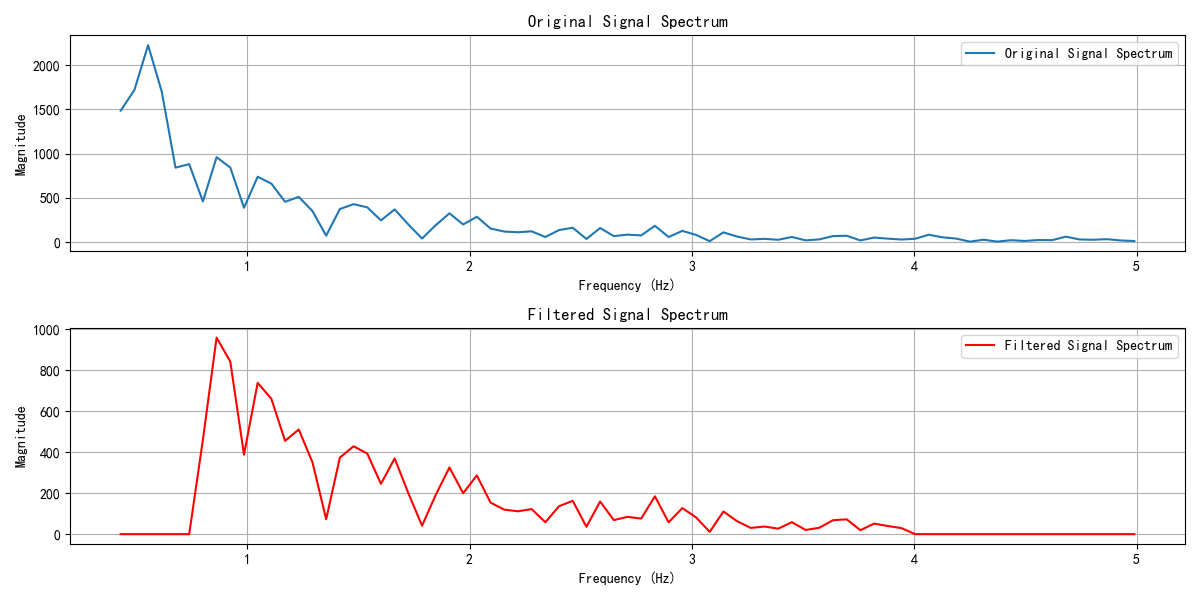 Original Signal Spectrum
Original Signal Spectrum
Magnitude
2000
1500
1000
500
0
1 2 3 4 5
Frequency (Hz)
Filtered Signal Spectrum
Filtered Signal Spectrum
Magnitude
1000
800
600
400
200
0
1 2 3 4 5
Frequency (Hz)